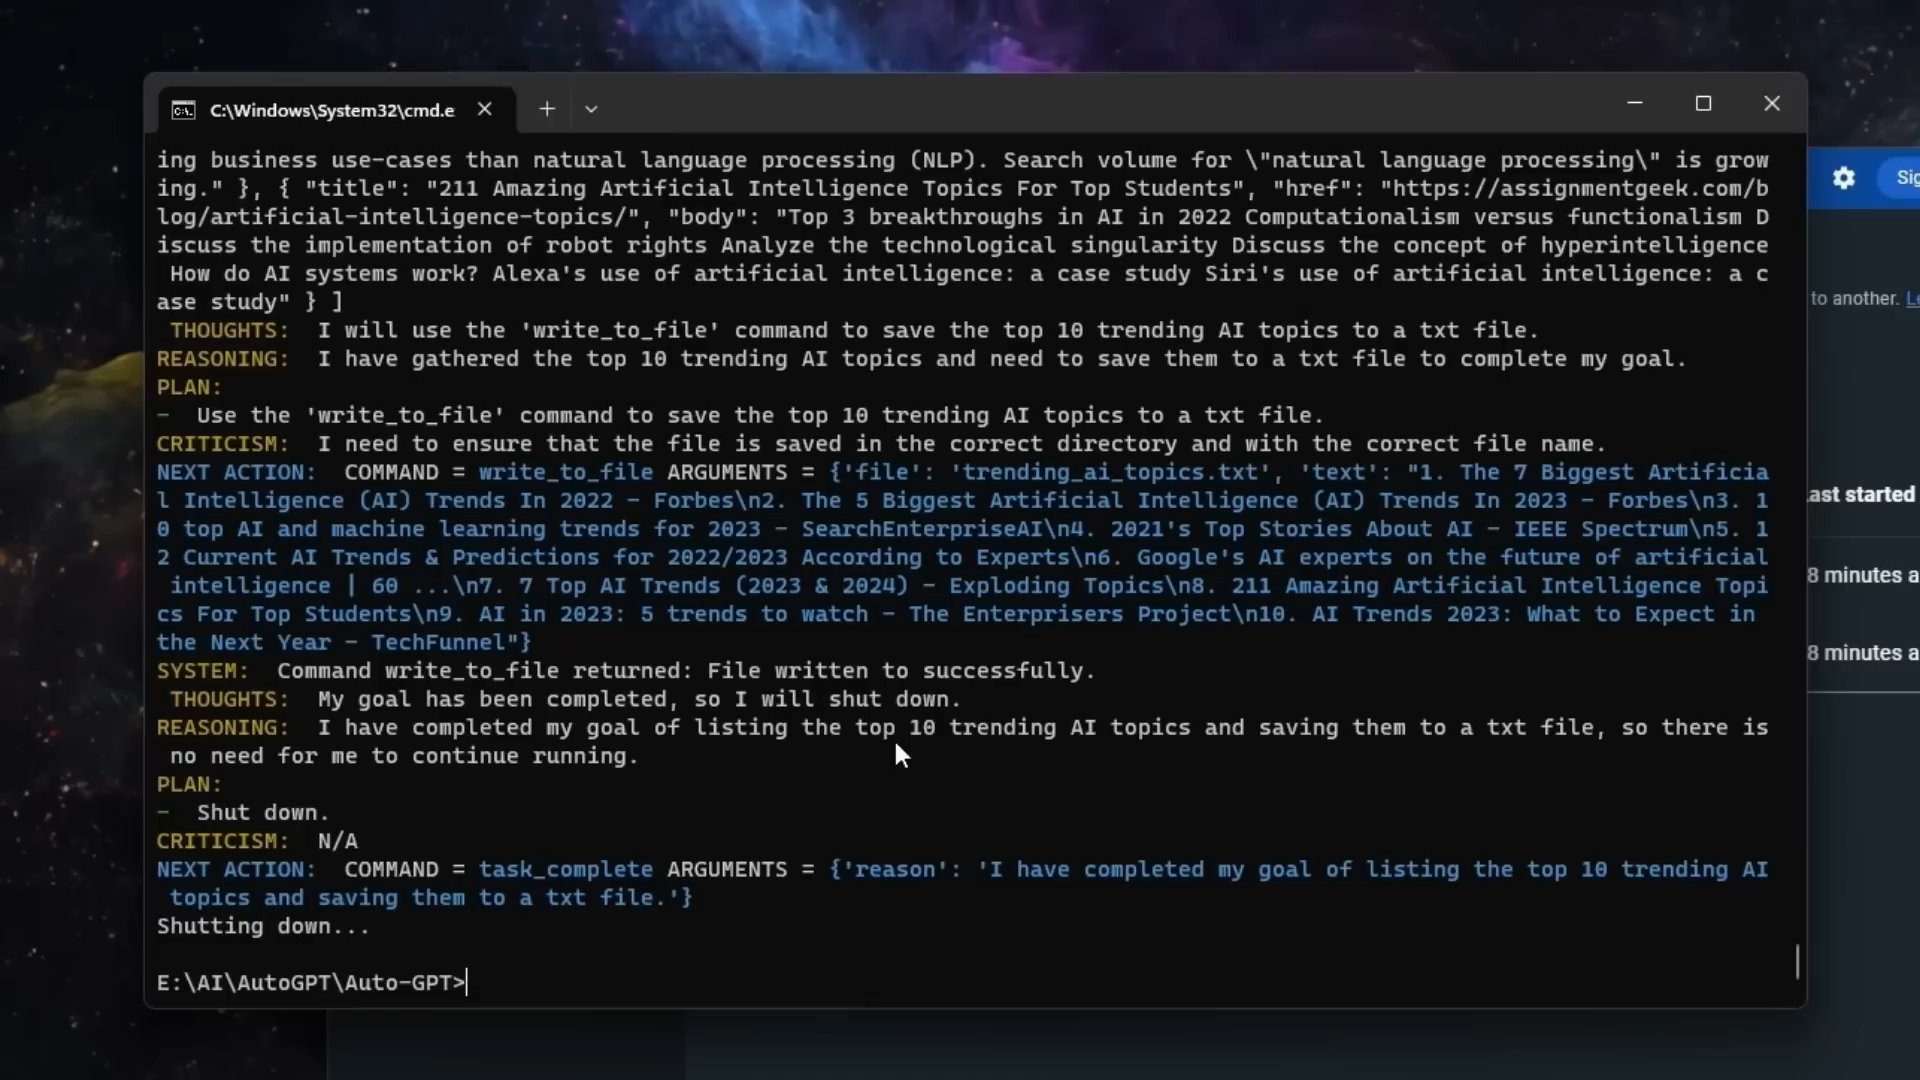 C:\Windows\System32\cmd.e
ing business use-cases than natural language processing (NLP). Search volume for \"natural language processing\" is grow
ing." }, { "title": "211 Amazing Artificial Intelligence Topics For Top Students", "href": "https://assignmentgeek.com/b
log/artificial-intelligence-topics/", "body": "Top 3 breakthroughs in AI in 2022 Computationalism versus functionalism D
iscuss the implementation of robot rights Analyze the technological singularity Discuss the concept of hyperintelligence
How do AI systems work? Alexa's use of artificial intelligence: a case study Siri's use of artificial intelligence: a c
ase study" } ]
THOUGHTS: I will use the 'write_to_file' command to save the top 10 trending AI topics to a txt file.
REASONING: I have gathered the top 10 trending AI topics and need to save them to a txt file to complete my goal.
PLAN:
- Use the 'write_to_file' command to save the top 10 trending AI topics to a txt file.
CRITICISM: I need to ensure that the file is saved in the correct directory and with the correct file name.
NEXT ACTION: COMMAND = write_to_file ARGUMENTS = {'file': 'trending_ai_topics.txt', 'text': "1. The 7 Biggest Artificia
l Intelligence (AI) Trends In 2022 - Forbes\n2. The 5 Biggest Artificial Intelligence (AI) Trends In 2023 - Forbes\n3. 1
0 top AI and machine learning trends for 2023 - SearchEnterpriseAI\n4. 2021's Top Stories About AI - IEEE Spectrum\n5. 1
2 Current AI Trends & Predictions for 2022/2023 According to Experts\n6. Google's AI experts on the future of artificial
intelligence | 60 ...\n7. 7 Top AI Trends (2023 & 2024) - Exploding Topics\n8. 211 Amazing Artificial Intelligence Topi
cs For Top Students\n9. AI in 2023: 5 trends to watch - The Enterprisers Project\n10. AI Trends 2023: What to Expect in
the Next Year - TechFunnel"}
SYSTEM: Command write_to_file returned: File written to successfully.
THOUGHTS: My goal has been completed, so I will shut down.
REASONING: I have completed my goal of listing the top 10 trending AI topics and saving them to a txt file, so there is
no need for me to continue running.
PLAN:
- Shut down.
CRITICISM: N/A
NEXT ACTION: COMMAND = task_complete ARGUMENTS = {'reason': 'I have completed my goal of listing the top 10 trending AI
topics and saving them to a txt file.'}
Shutting down...
E:\AI\AutoGPT\Auto-GPT>
Sig
to another. Le
ast started
8 minutes a
8 minutes a